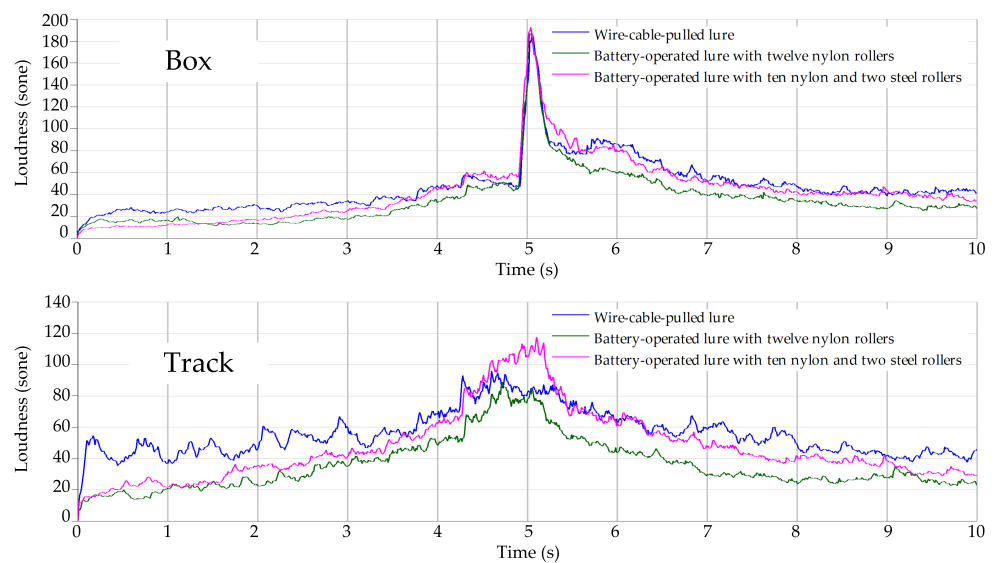 200
180
160
140
120
100
80
60
40
20
0
Loudness (sone)
Box
Wire-cable-pulled lure
Battery-operated lure with twelve nylon rollers
Battery-operated lure with ten nylon and two steel rollers
0 1 2 3 4 5 6 7 8 9 10
Time (s)
140
120
100
80
60
40
20
0
Loudness (sone)
Track
Wire-cable-pulled lure
Battery-operated lure with twelve nylon rollers
Battery-operated lure with ten nylon and two steel rollers
0 1 2 3 4 5 6 7 8 9 10
Time (s)